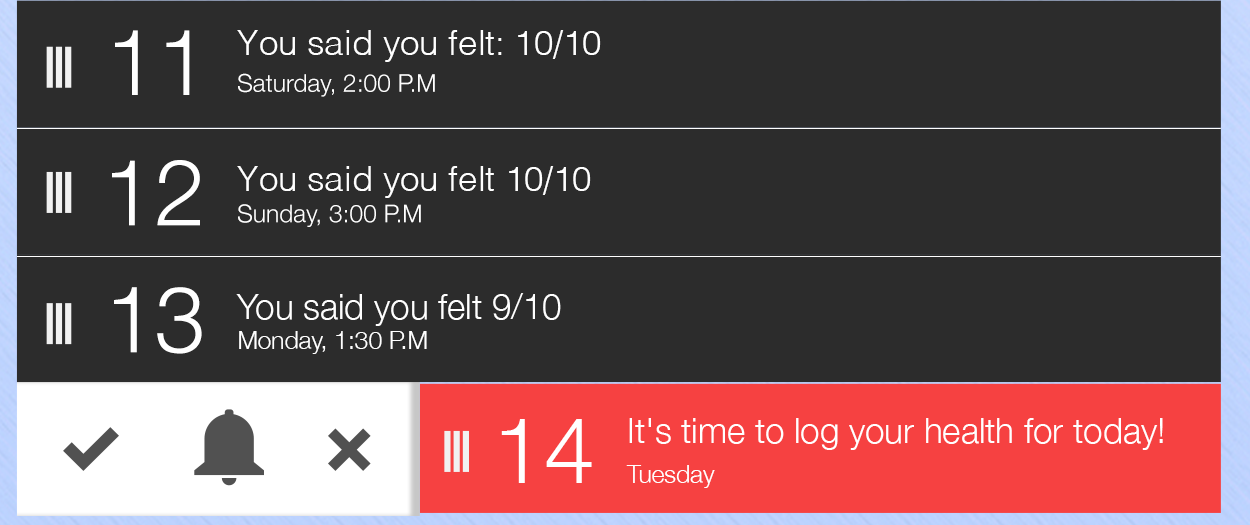 11
You said you felt: 10/10
Saturday, 2:00 P.M
12
You said you felt 10/10
Sunday, 3:00 P.M
13
You said you felt 9/10
Monday, 1:30 P.M
14
It's time to log your health for today!
Tuesday